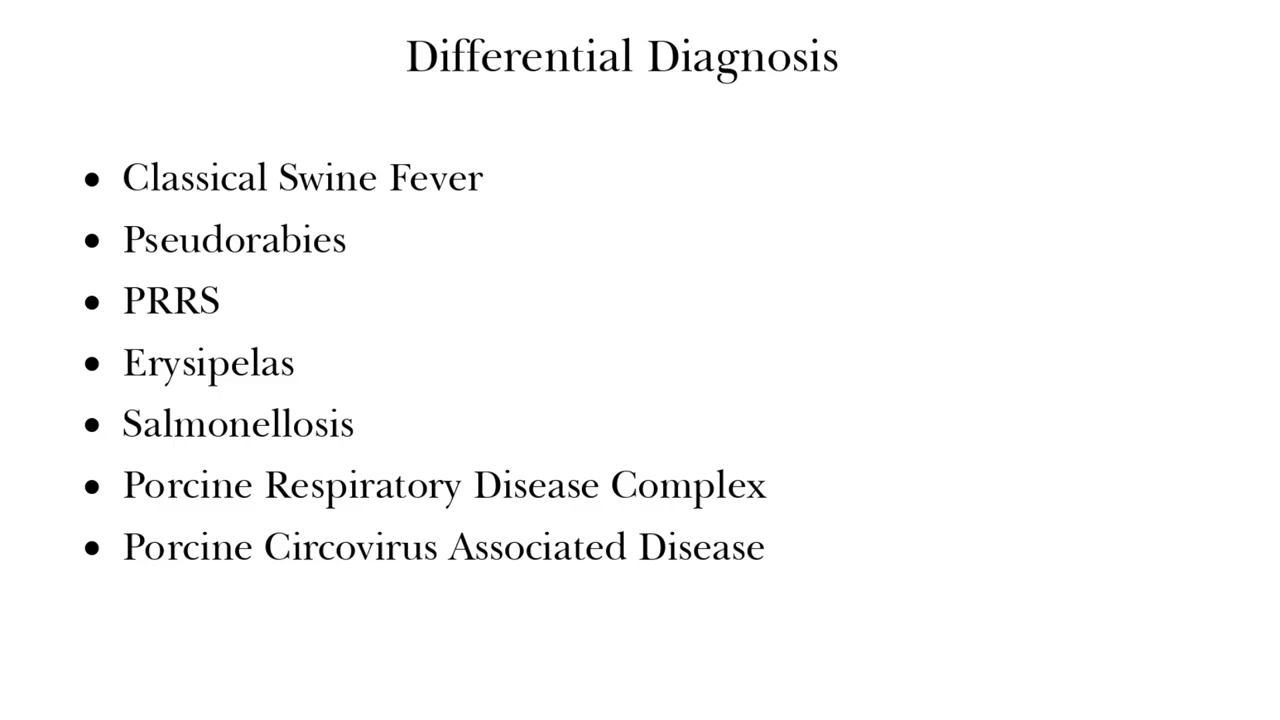 Differential Diagnosis
• Classical Swine Fever
• Pseudorabies
• PRRS
• Erysipelas
• Salmonellosis
• Porcine Respiratory Disease Complex
• Porcine Circovirus Associated Disease